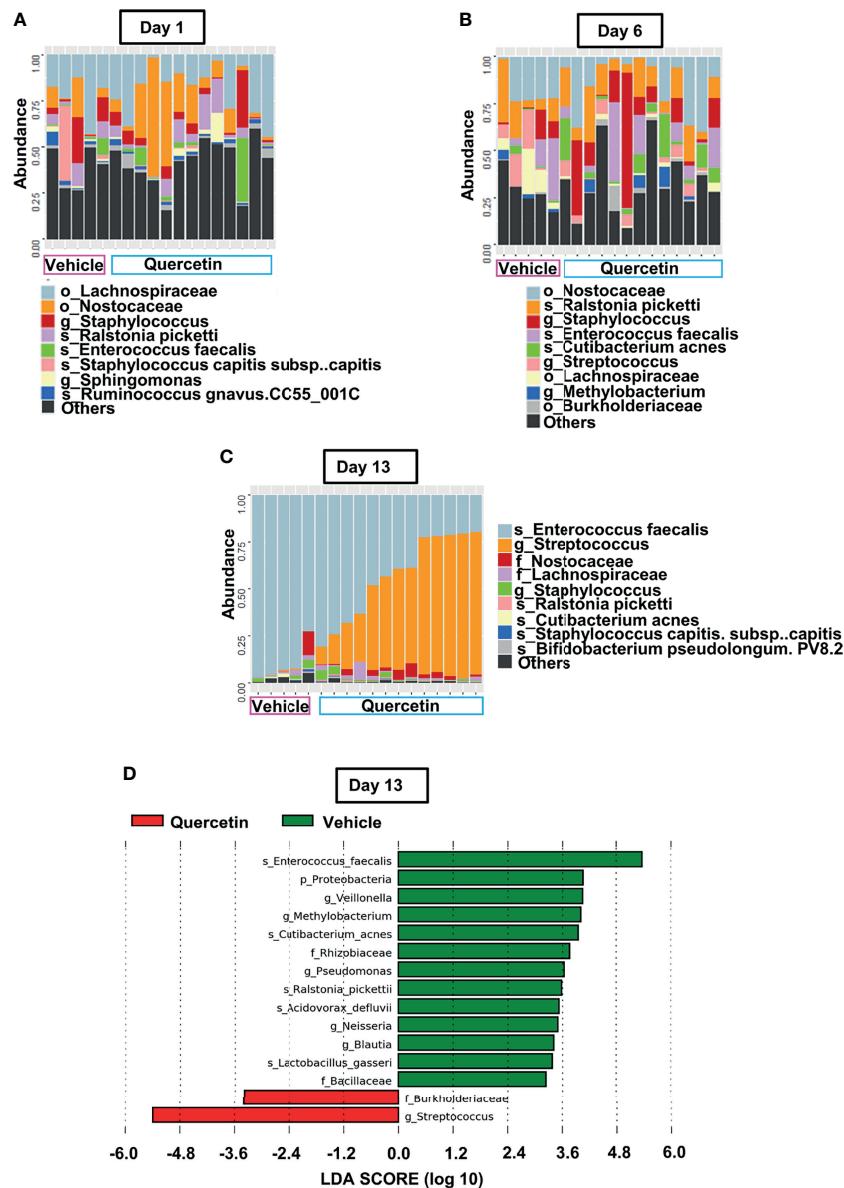 A
Day 1
Abundance
1.00
0.75
0.50
0.25
0.00
Vehicle
Quercetin
o_Lachnospiraceae
o_Nostocaceae
g_Staphylococcus
s_Ralstonia picketti
s_Enterococcus faecalis
s_Staphylococcus capitis subsp..capitis
g_Sphingomonas
s_Ruminococcus gnavus.CC55_001C
Others
B
Day 6
Abundance
1.00
0.75
0.50
0.25
0.00
Vehicle
Quercetin
o_Nostocaceae
s_Ralstonia picketti
g_Staphylococcus
s_Enterococcus faecalis
s_Cutibacterium acnes
g_Streptococcus
o_Lachnospiraceae
g_Methylobacterium
o_Burkholderiaceae
Others
C
Day 13
Abundance
1.00
0.75
0.50
0.25
0.00
Vehicle
Quercetin
s_Enterococcus faecalis
g_Streptococcus
f_Nostocaceae
f_Lachnospiraceae
g_Staphylococcus
s_Ralstonia picketti
s_Cutibacterium acnes
s_Staphylococcus capitis. subsp..capitis
s_Bifidobacterium pseudolongum. PV8.2
Others
D
Day 13
Quercetin
Vehicle
s_Enterococcus_faecalis
p_Proteobacteria
g_Veillonella
g_Methylobacterium
s_Cutibacterium_acnes
f_Rhizobiaceae
g_Pseudomonas
s_Ralstonia_pickettii
s_Acidovorax_defluvii
g_Neisseria
g_Blautia
s_Lactobacillus_gasseri
f_Bacillaceae
f_Burkholderiaceae
g_Streptococcus
-6.0 -4.8 -3.6 -2.4 -1.2 0.0 1.2 2.4 3.6 4.8 6.0
LDA SCORE (log 10)